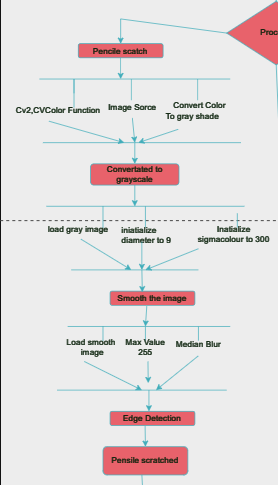 Proc
Pencile scatch
Cv2,CVColor Function
Image Sorce
Convert Color
To gray shade
Convertated to
grayscale
load gray image
iniatialize
diameter to 9
Inatialize
sigmacolour to 300
Smooth the image
Load smooth
image
Max Value
255
Median Blur
Edge Detection
Pensile scratched